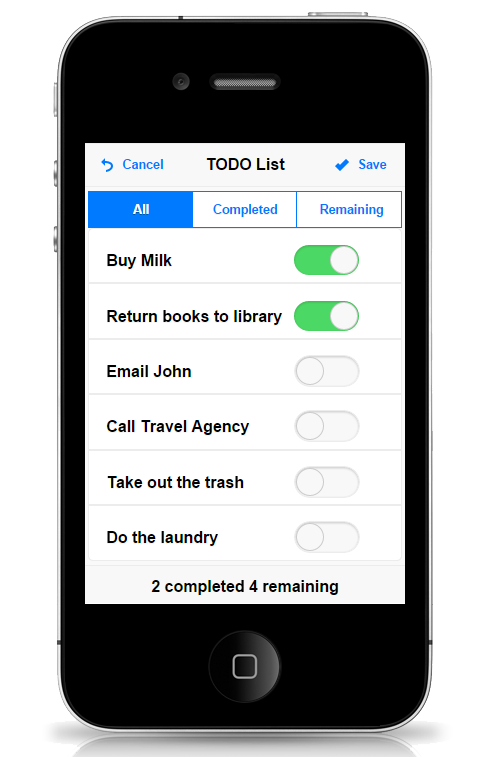 Cancel TODO List Save
All Completed Remaining
Buy Milk
Return books to library
Email John
Call Travel Agency
Take out the trash
Do the laundry
2 completed 4 remaining